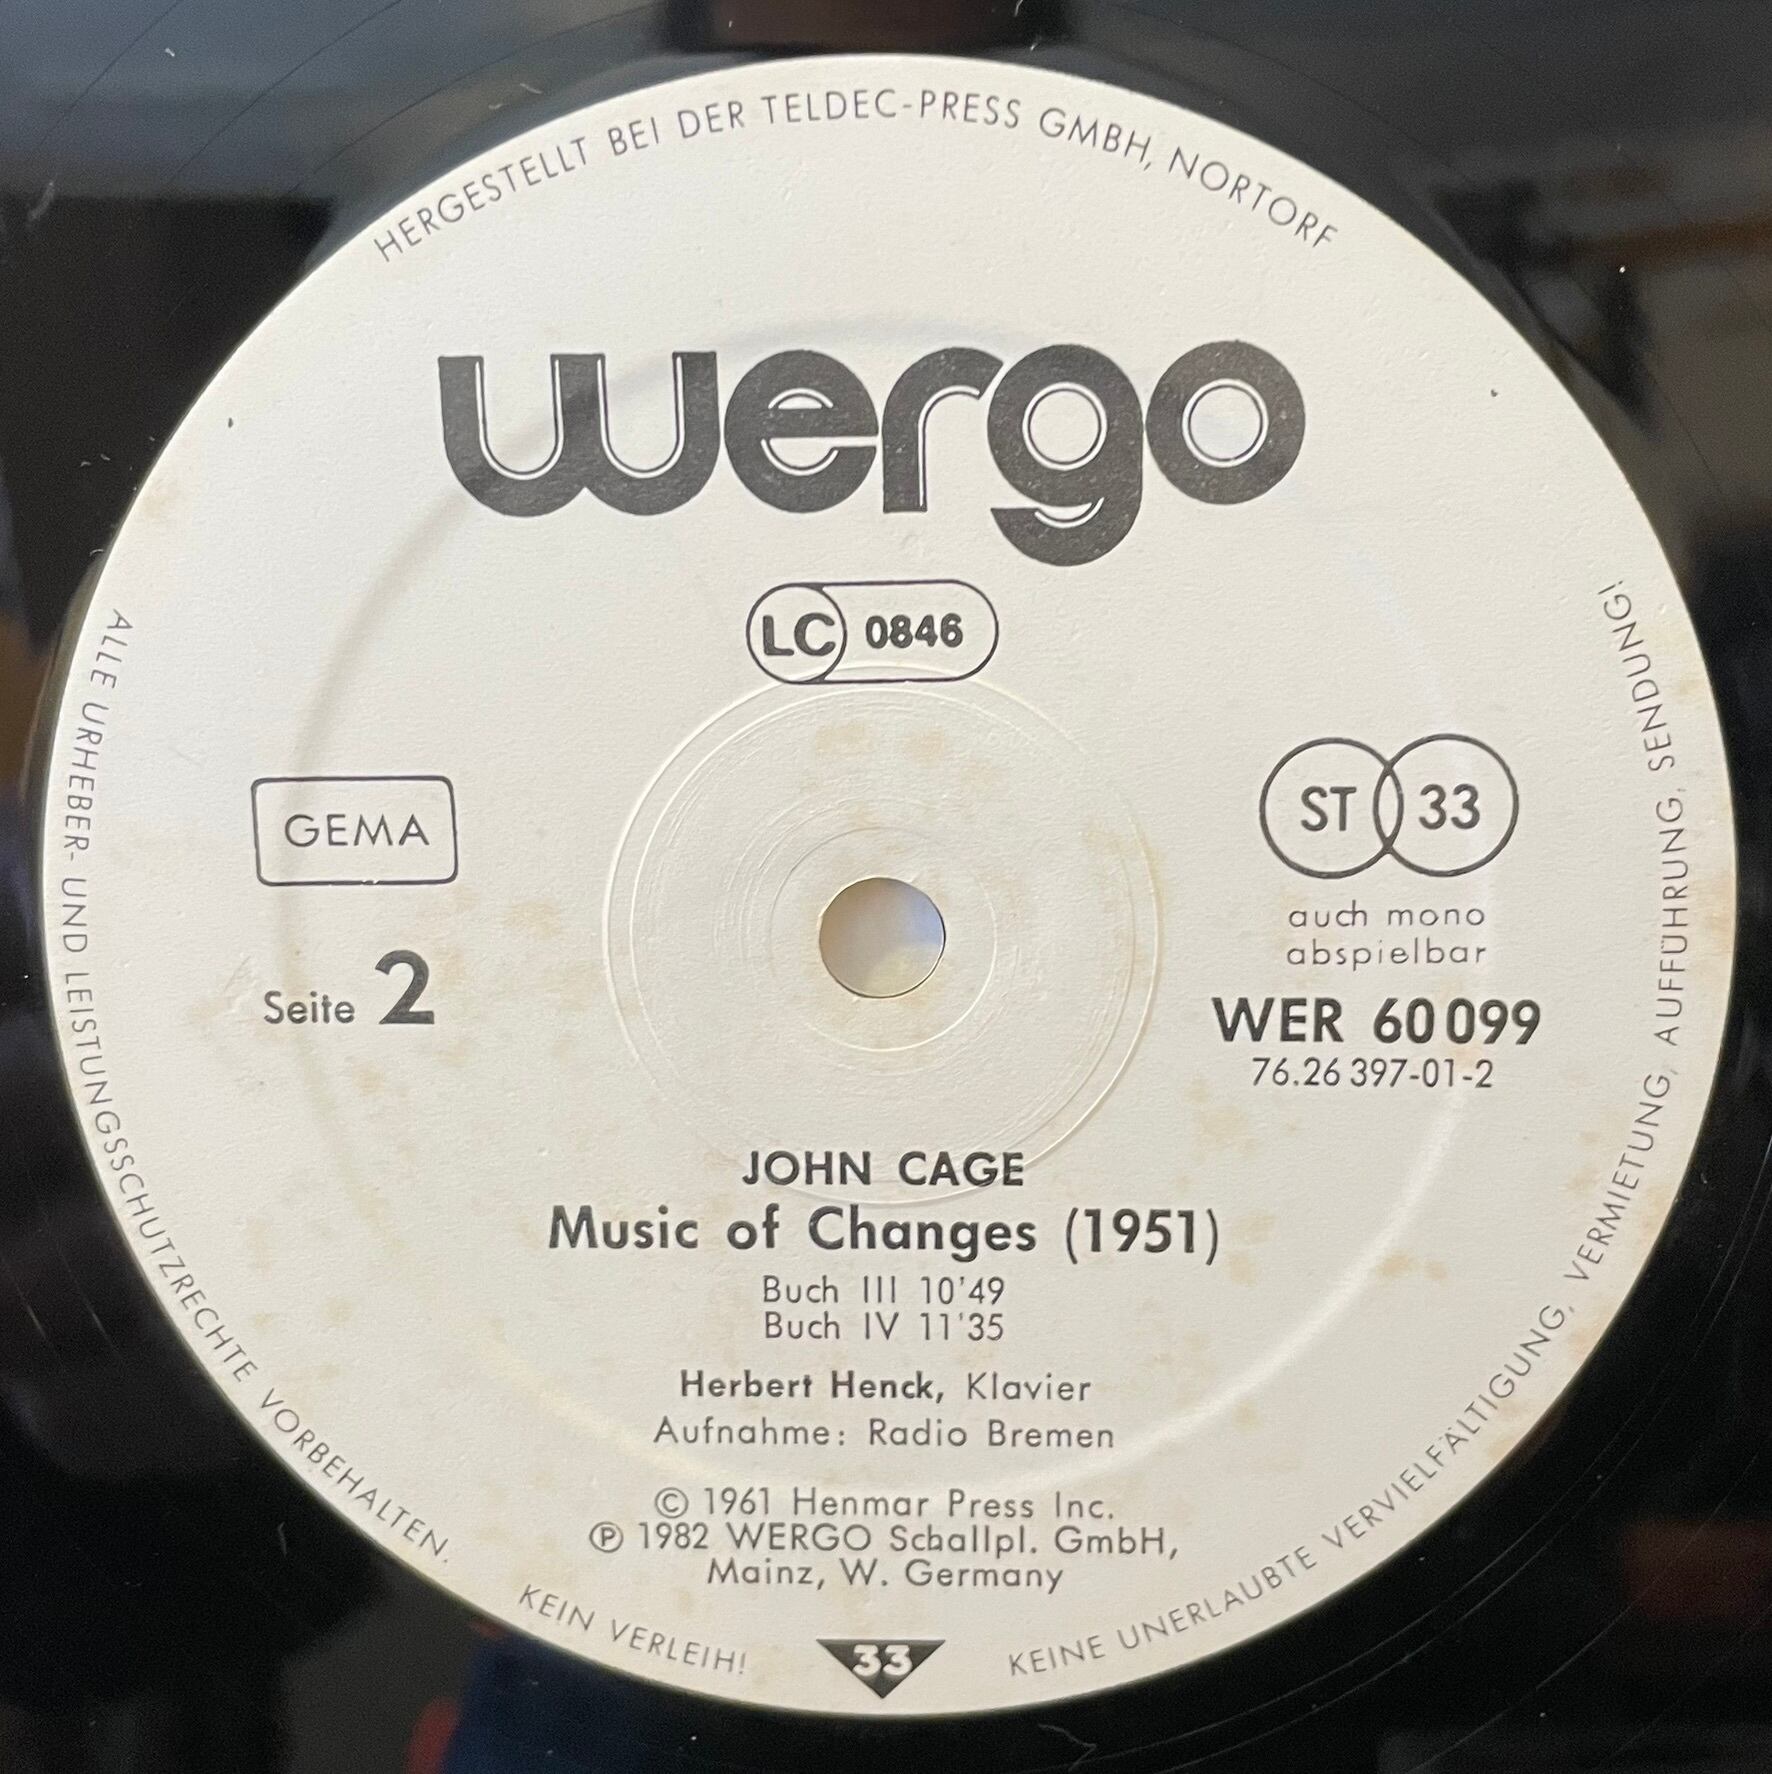 HERGESTELLT BEI DER TELDEC-PRESS GMBH, NORTORF
wergo
LC 0846
GEMA
ST 33
auch mono
abspielbar
Seite 2
WER 60 099
76.26 397-01-2
JOHN CAGE
Music of Changes (1951)
Buch III 10'49
Buch IV 11'35
Herbert Henck, Klavier
Aufnahme: Radio Bremen
© 1961 Henmar Press Inc.
℗ 1982 WERGO Schallpl. GmbH,
Mainz, W. Germany
33
ALLE URHEBER- UND LEISTUNGSSCHUTZRECHTE VORBEHALTEN.
KEIN VERLEIH!
KEINE UNERLAUBTE VERVIELFÄLTIGUNG, VERMIETUNG, AUFFÜHRUNG, SENDUNG!